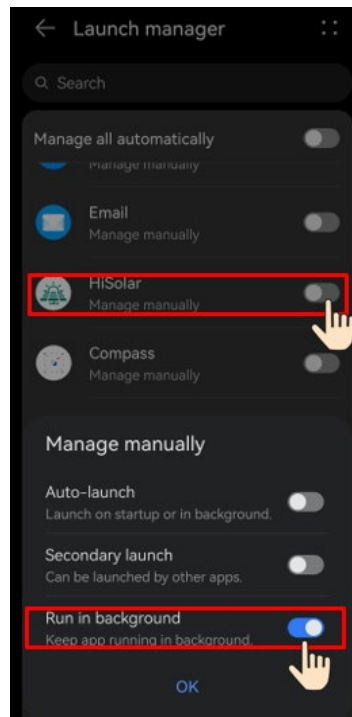 Launch manager
Search
Manage all automatically
Manage manually
Email
Manage manually
HiSolar
Manage manually
Compass
Manage manually
Manage manually
Auto-launch
Launch on startup or in background.
Secondary launch
Can be launched by other apps.
Run in background
Keep app running in background.
OK